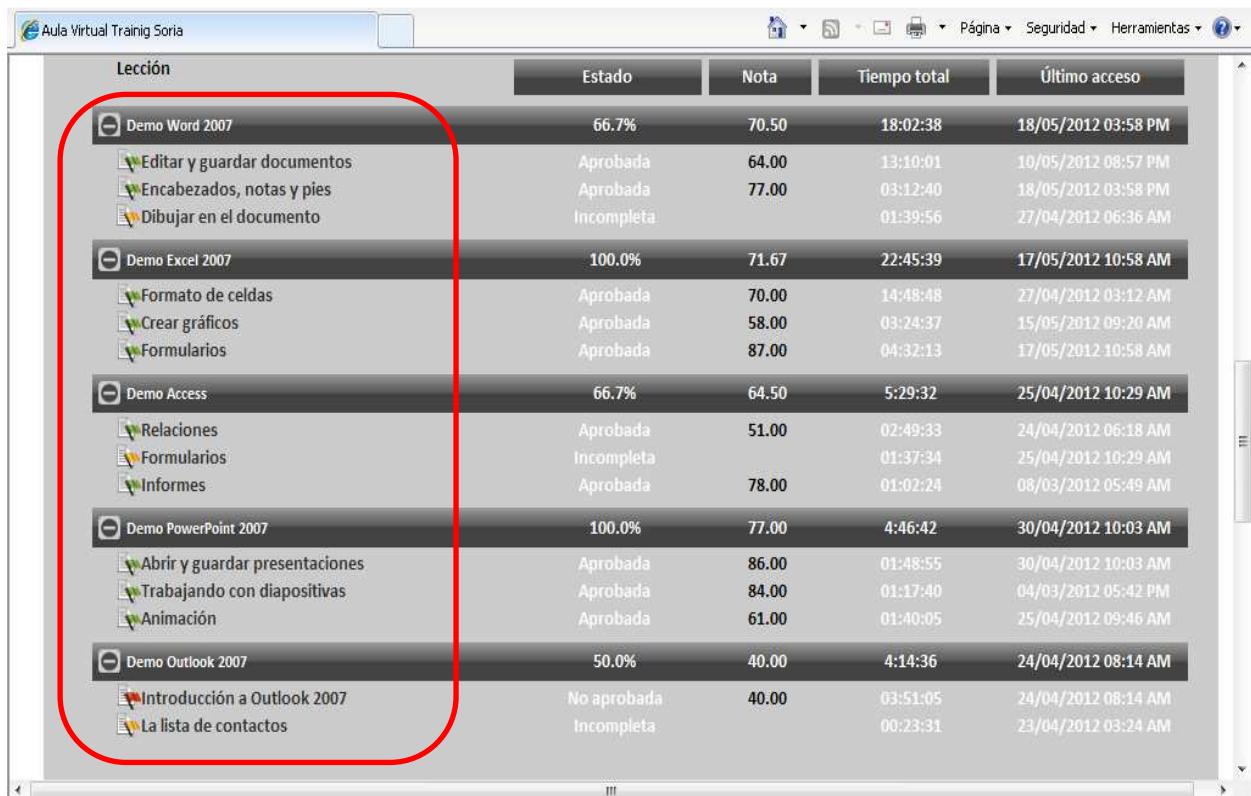 Aula Virtual Trainig Soria
Página Seguridad Herramientas
Lección Estado Nota Tiempo total Último acceso
Demo Word 2007 66.7% 70.50 18:02:38 18/05/2012 03:58 PM
Editar y guardar documentos Aprobada 64.00 13:10:01 10/05/2012 08:57 PM
Encabezados, notas y pies Aprobada 77.00 03:12:40 18/05/2012 03:58 PM
Dibujar en el documento Incompleta 01:39:56 27/04/2012 06:36 AM
Demo Excel 2007 100.0% 71.67 22:45:39 17/05/2012 10:58 AM
Formato de celdas Aprobada 70.00 14:48:48 27/04/2012 03:12 AM
Crear gráficos Aprobada 58.00 03:24:37 15/05/2012 09:20 AM
Formularios Aprobada 87.00 04:32:13 17/05/2012 10:58 AM
Demo Access 66.7% 64.50 5:29:32 25/04/2012 10:29 AM
Relaciones Aprobada 51.00 02:49:33 24/04/2012 06:18 AM
Formularios Incompleta 01:37:34 25/04/2012 10:29 AM
Informes Aprobada 78.00 01:02:24 08/03/2012 05:49 AM
Demo PowerPoint 2007 100.0% 77.00 4:46:42 30/04/2012 10:03 AM
Abrir y guardar presentaciones Aprobada 86.00 01:48:55 30/04/2012 10:03 AM
Trabajando con diapositivas Aprobada 84.00 01:17:40 04/03/2012 05:42 PM
Animación Aprobada 61.00 01:40:05 25/04/2012 09:46 AM
Demo Outlook 2007 50.0% 40.00 4:14:36 24/04/2012 08:14 AM
Introducción a Outlook 2007 No aprobada 40.00 03:51:05 24/04/2012 08:14 AM
La lista de contactos Incompleta 00:23:31 23/04/2012 03:24 AM